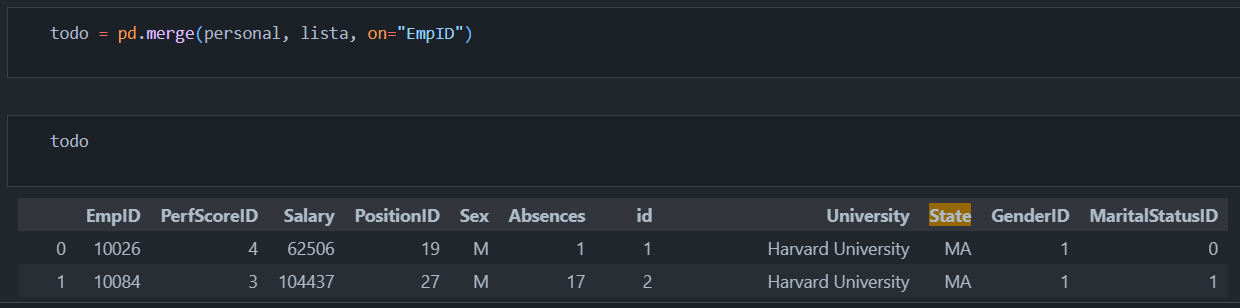 todo = pd.merge(personal, lista, on="EmpID")
todo
EmpID PerfScoreID Salary PositionID Sex Absences id University State GenderID MaritalStatusID
0 10026 4 62506 19 M 1 1 Harvard University MA 1 0
1 10084 3 104437 27 M 17 2 Harvard University MA 1 1